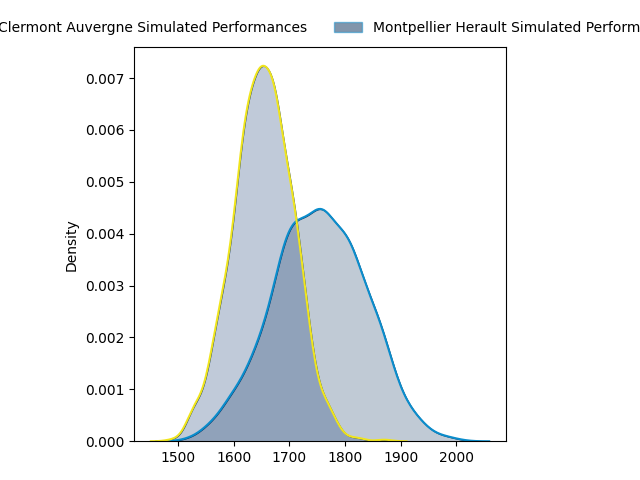 Clermont Auvergne Simulated Performances Montpellier Herault Simulated Perform
0.007
0.006
0.005
0.004
0.003
0.002
0.001
0.000
Density
1500 1600 1700 1800 1900 2000